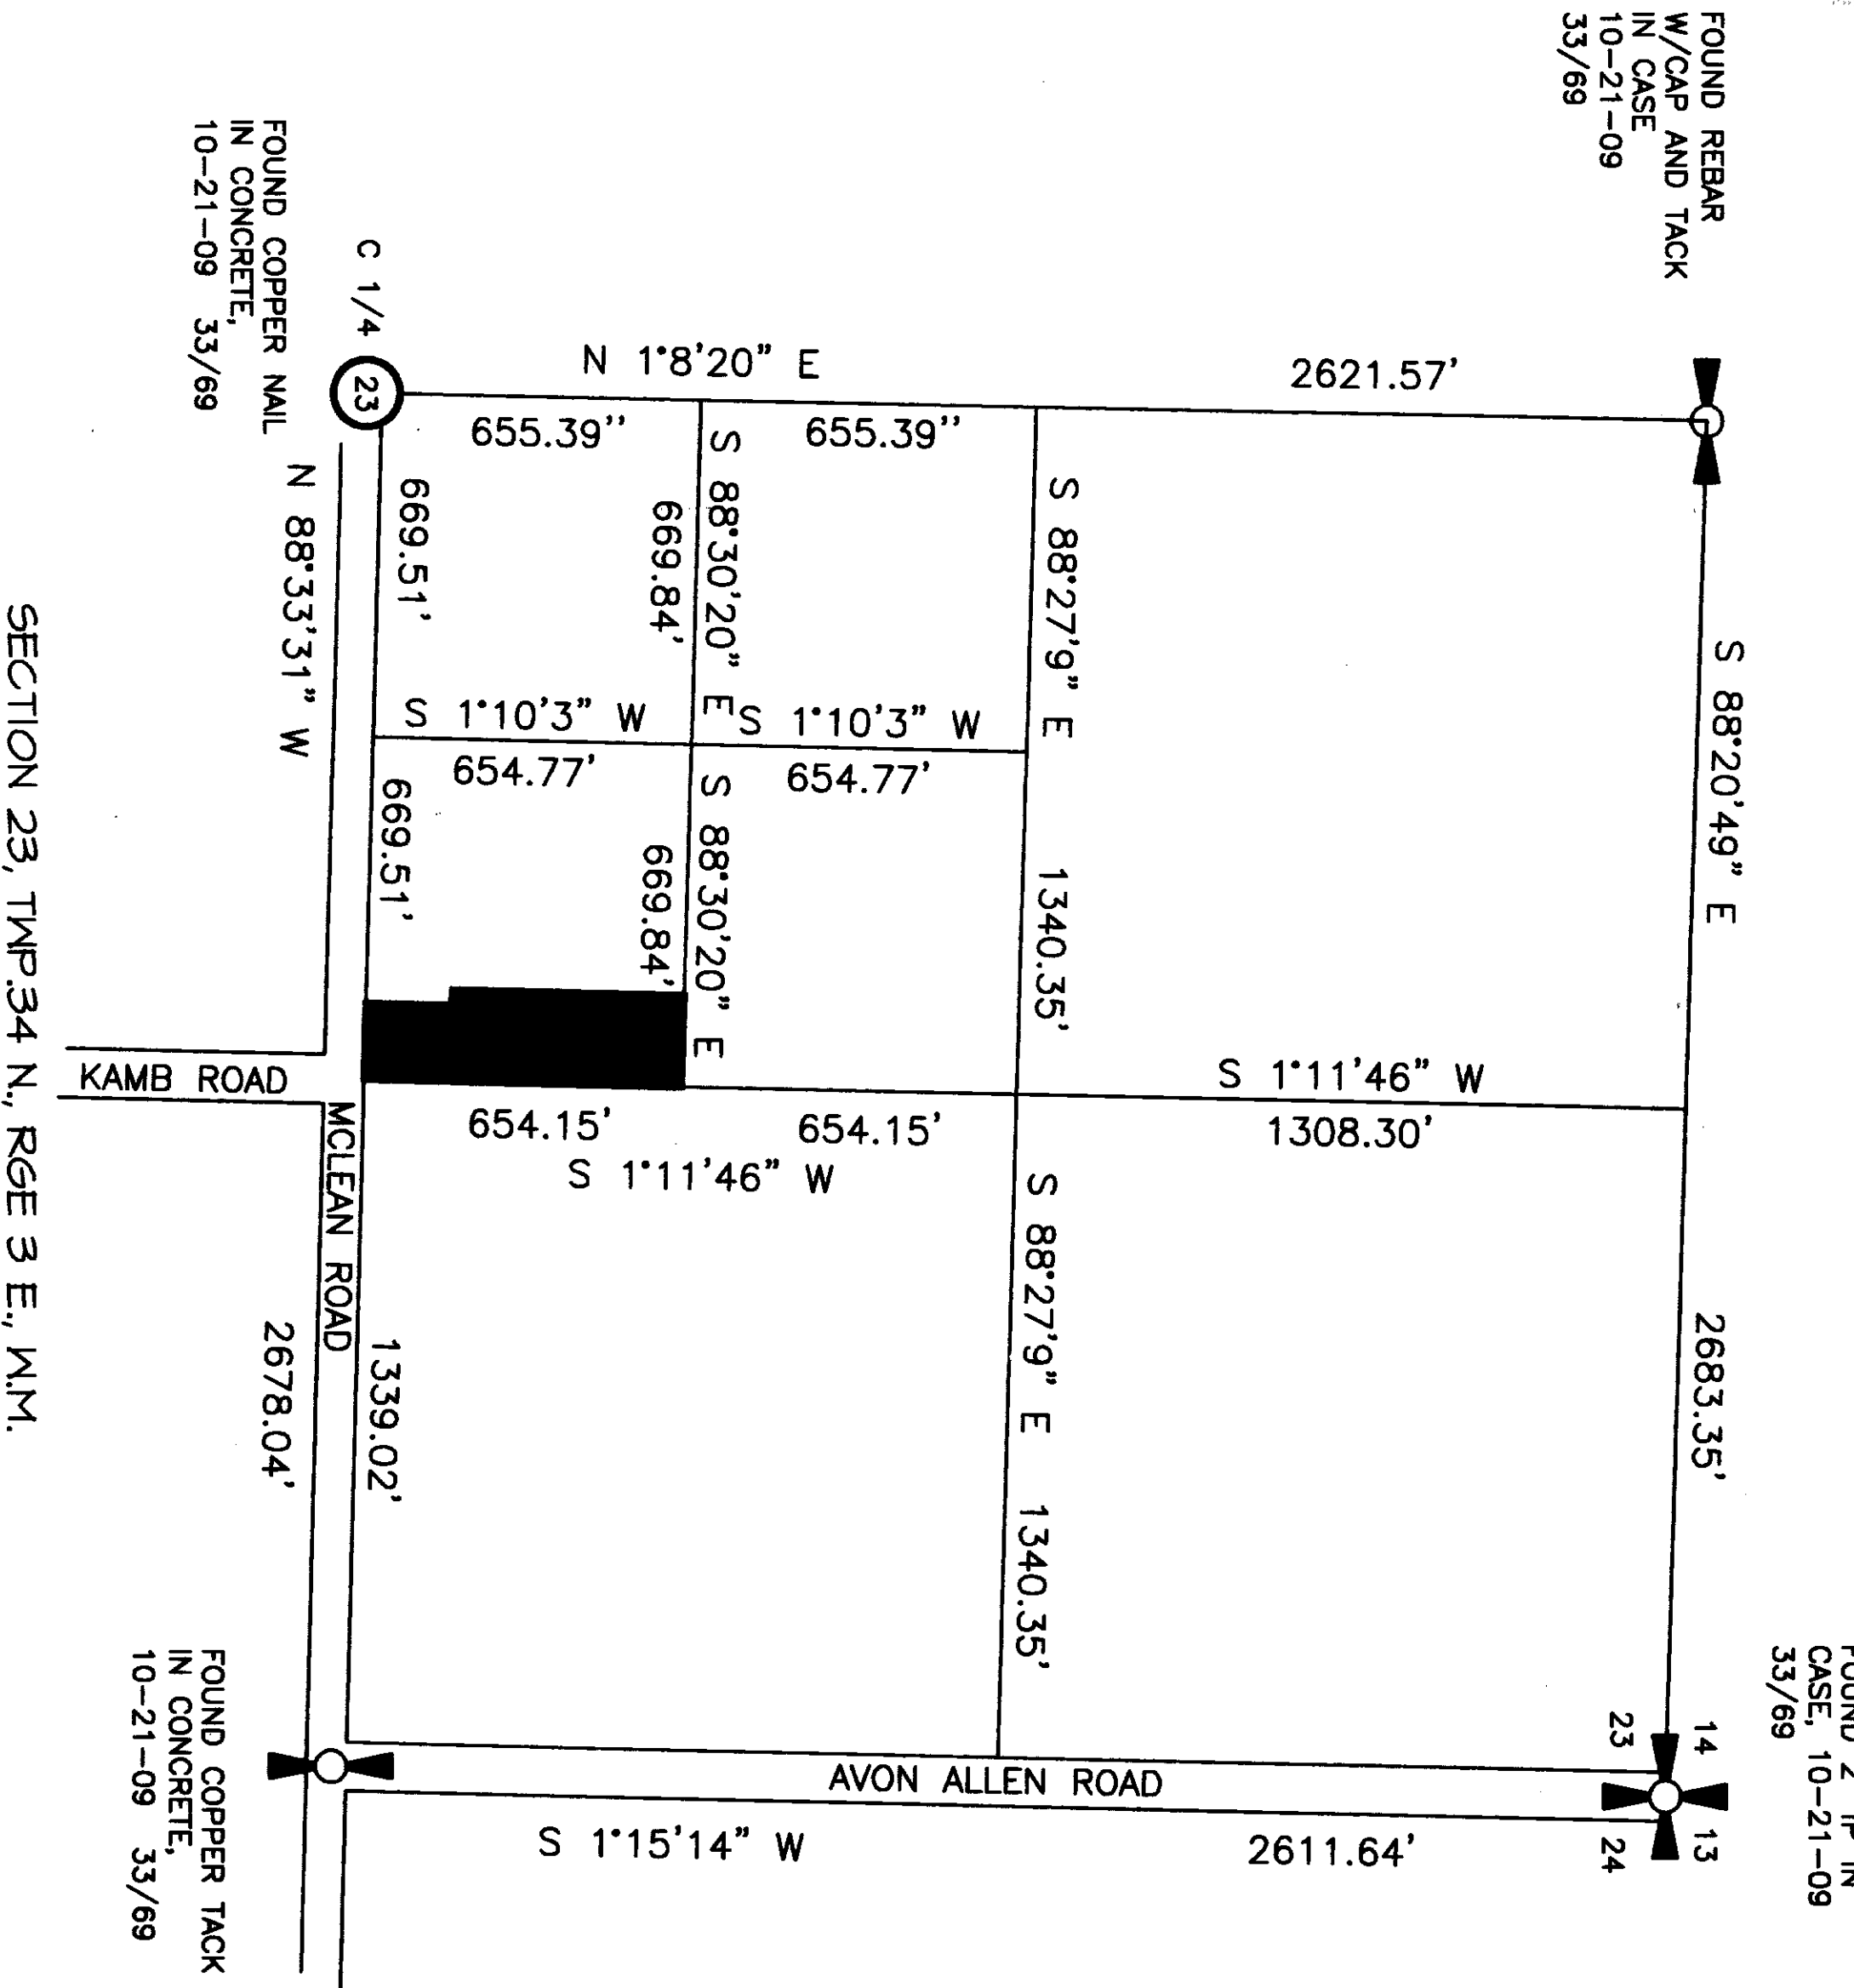 FOUND REBAR
W/CAP AND TACK
IN CASE
10-21-09
33/69
FOUND 2" IP IN
CASE, 10-21-09
33/69
14
13
23
24
S 88°20'49" E
2683.35'
N 1°8'20" E
2621.57'
655.39''
655.39''
S 88°27'9" E
1340.35'
S 88°27'9" E 1340.35'
S 1°11'46" W
1308.30'
S 88°30'20" E
669.84'
S 88°30'20" E
669.84'
S 1°10'3" W
654.77'
S 1°10'3" W
654.77'
654.15'
654.15'
S 1°11'46" W
669.51'
669.51'
1339.02'
AVON ALLEN ROAD
S 1°15'14" W
2611.64'
C 1/4
23
FOUND COPPER NAIL
IN CONCRETE,
10-21-09 33/69
N 88°33'31" W
2678.04'
MCLEAN ROAD
KAMB ROAD
FOUND COPPER TACK
IN CONCRETE,
10-21-09 33/69
SECTION 23, TWP.34 N., RGE 3 E., W.M.